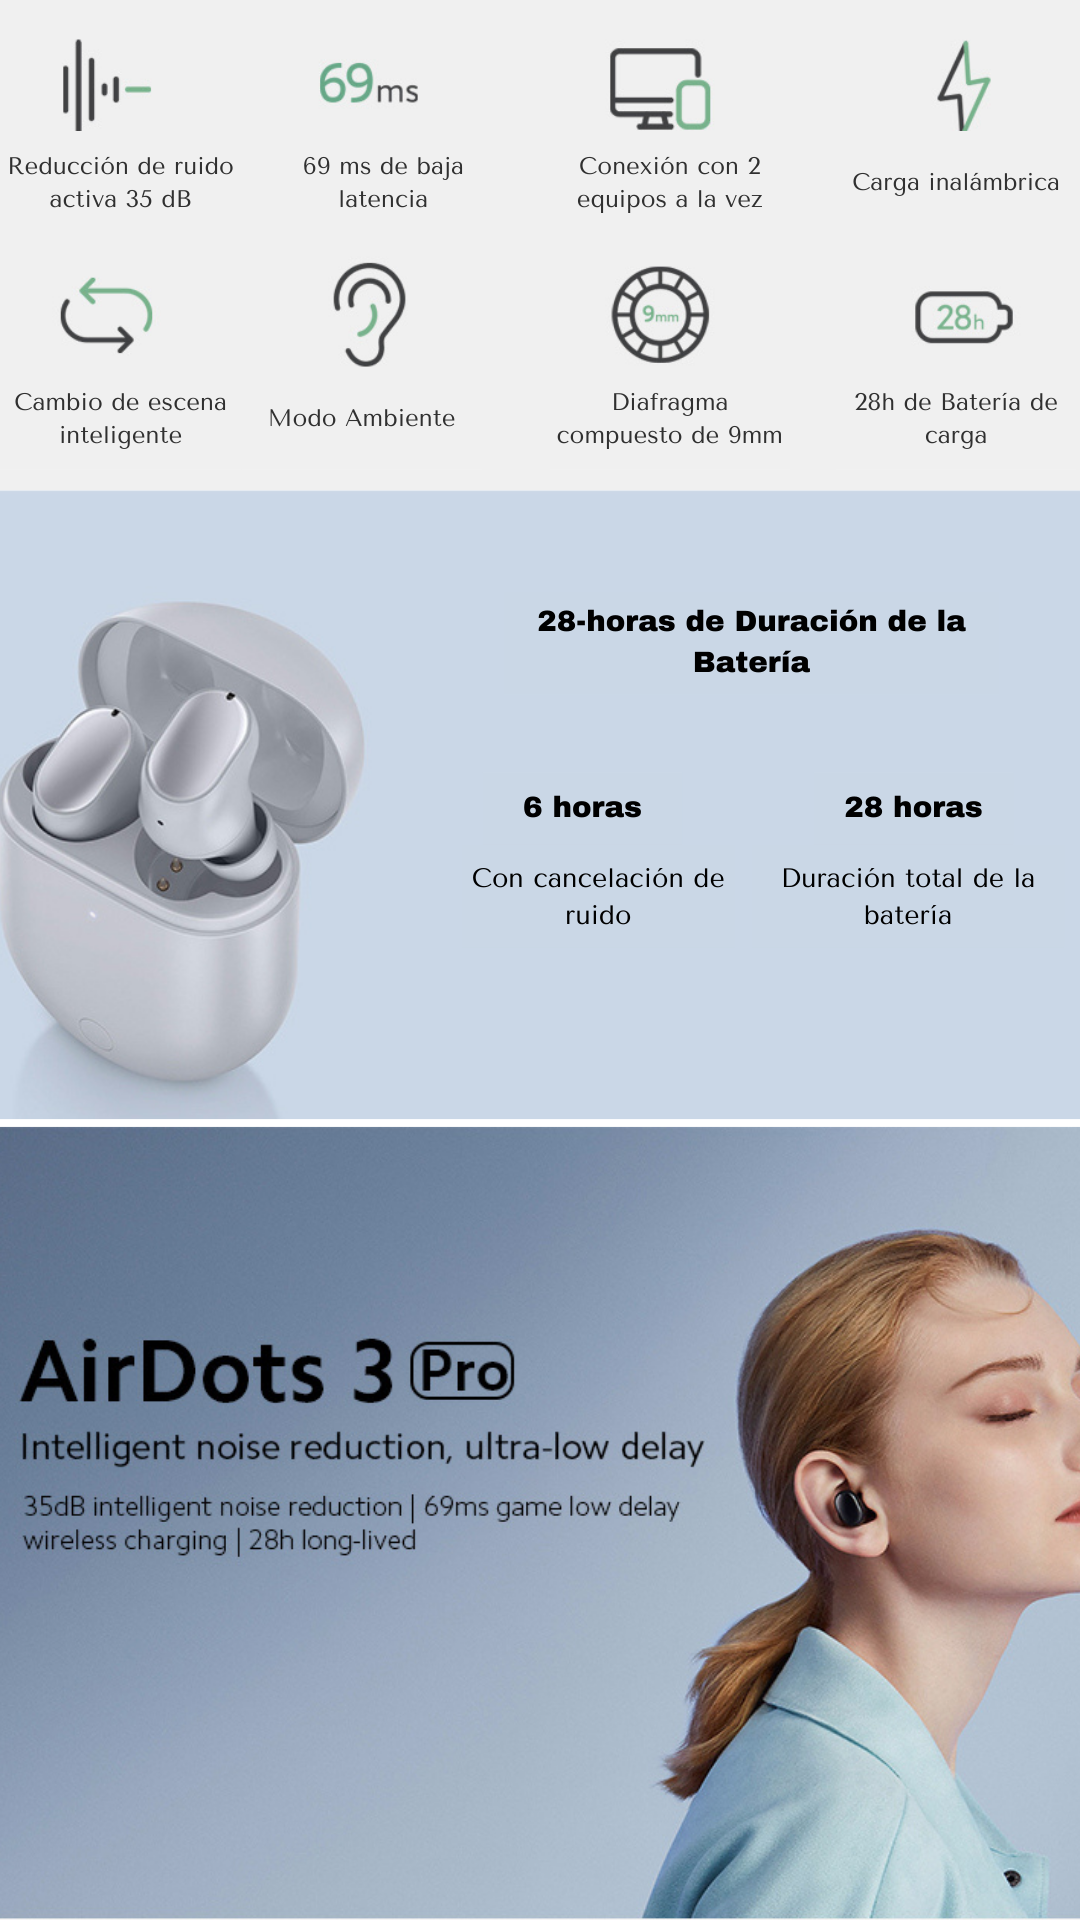 69ms
Reducción de ruido
activa 35 dB
69 ms de baja
latencia
Conexión con 2
equipos a la vez
Carga inalámbrica
9mm
28h
Cambio de escena
inteligente
Modo Ambiente
Diafragma
compuesto de 9mm
28h de Batería de
carga
28-horas de Duración de la
Batería
6 horas
Con cancelación de
ruido
28 horas
Duración total de la
batería
AirDots 3 Pro
Intelligent noise reduction, ultra-low delay
35dB intelligent noise reduction | 69ms game low delay
wireless charging | 28h long-lived